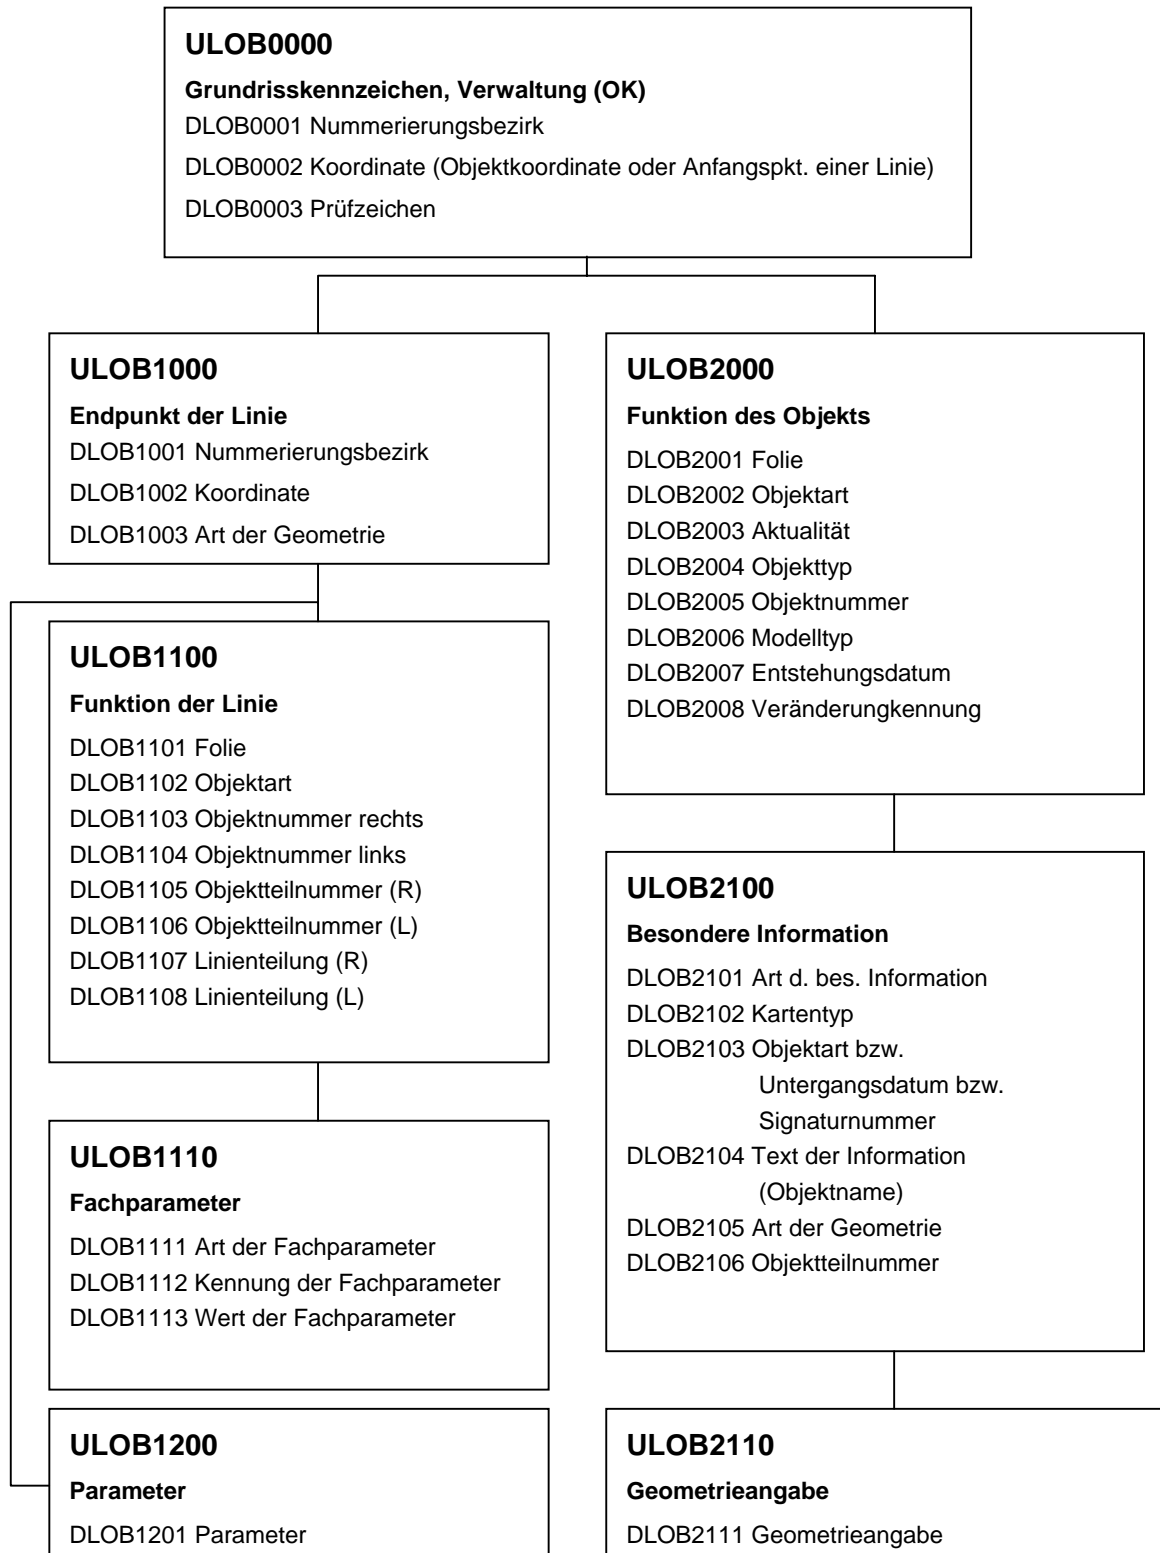 ULOB0000
Grundrisskennzeichen, Verwaltung (OK)
DLOB0001 Nummerierungsbezirk
DLOB0002 Koordinate (Objektkoordinate oder Anfangspkt. einer Linie)
DLOB0003 Prüfzeichen
ULOB1000
Endpunkt der Linie
DLOB1001 Nummerierungsbezirk
DLOB1002 Koordinate
DLOB1003 Art der Geometrie
ULOB1100
Funktion der Linie
DLOB1101 Folie
DLOB1102 Objektart
DLOB1103 Objektnummer rechts
DLOB1104 Objektnummer links
DLOB1105 Objektteilnummer (R)
DLOB1106 Objektteilnummer (L)
DLOB1107 Linienteilung (R)
DLOB1108 Linienteilung (L)
ULOB1110
Fachparameter
DLOB1111 Art der Fachparameter
DLOB1112 Kennung der Fachparameter
DLOB1113 Wert der Fachparameter
ULOB1200
Parameter
DLOB1201 Parameter
ULOB2000
Funktion des Objekts
DLOB2001 Folie
DLOB2002 Objektart
DLOB2003 Aktualität
DLOB2004 Objekttyp
DLOB2005 Objektnummer
DLOB2006 Modelltyp
DLOB2007 Entstehungsdatum
DLOB2008 Veränderungkennung
ULOB2100
Besondere Information
DLOB2101 Art d. bes. Information
DLOB2102 Kartentyp
DLOB2103 Objektart bzw.
Untergangsdatum bzw.
Signaturnummer
DLOB2104 Text der Information
(Objektname)
DLOB2105 Art der Geometrie
DLOB2106 Objektteilnummer
ULOB2110
Geometrieangabe
DLOB2111 Geometrieangabe